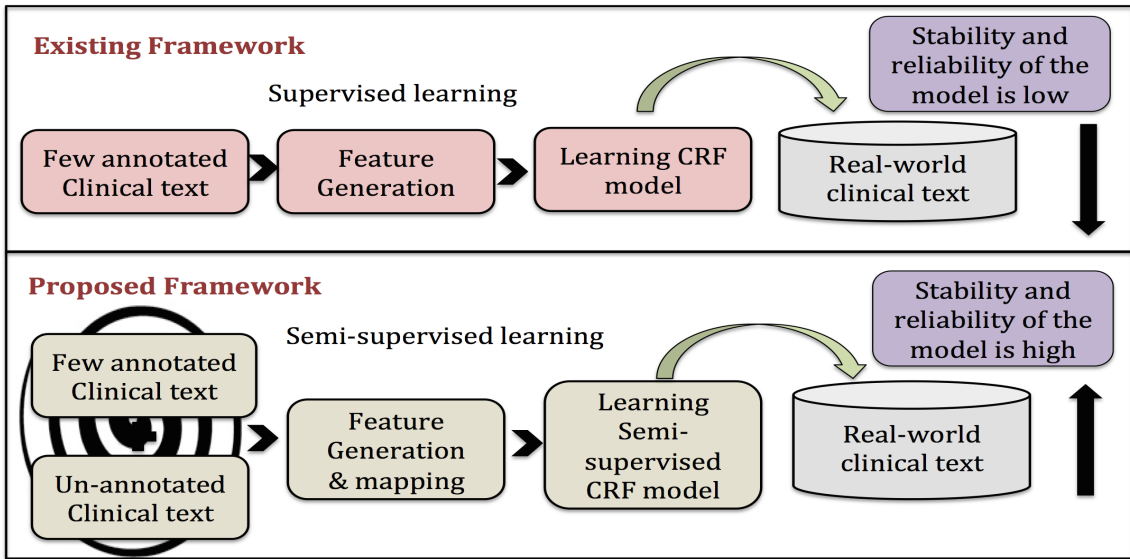 Existing Framework
Supervised learning
Few annotated
Clinical text
Feature
Generation
Learning CRF
model
Real-world
clinical text
Stability and
reliability of the
model is low
Proposed Framework
Semi-supervised learning
Few annotated
Clinical text
Un-annotated
Clinical text
Feature
Generation
& mapping
Learning
Semi-
supervised
CRF model
Real-world
clinical text
Stability and
reliability of the
model is high